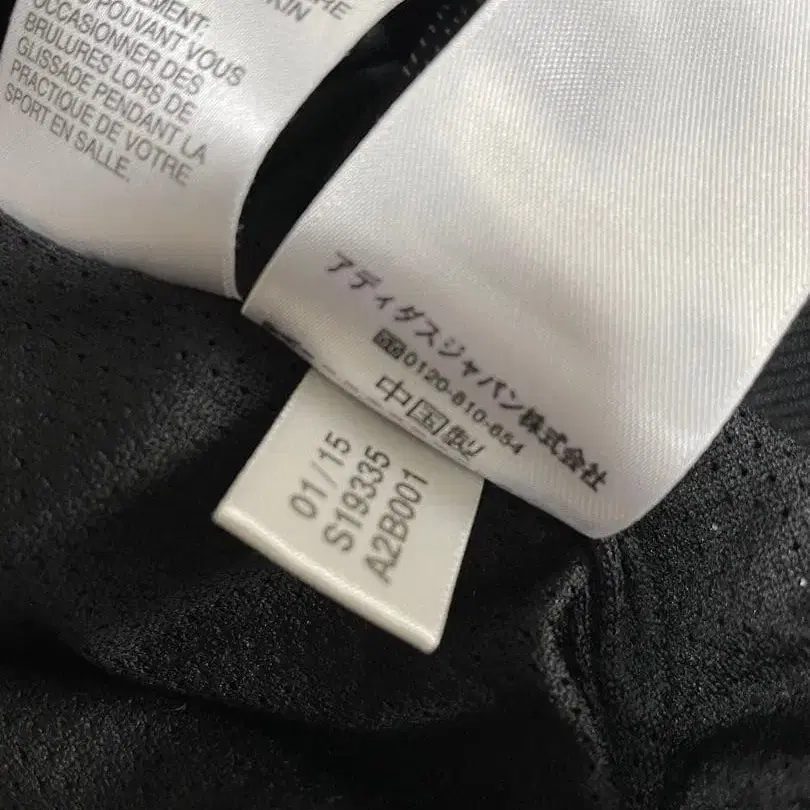 KIN
OCCASIONNER DES
BRULURES LORS DE
GLISSADE PENDANT LA
PRACTIQUE DE VOTRE
SPORT EN SALLE.
アディダスジャパン株式会社
0120-810-654
中国製
01/15
S19335
A2B001